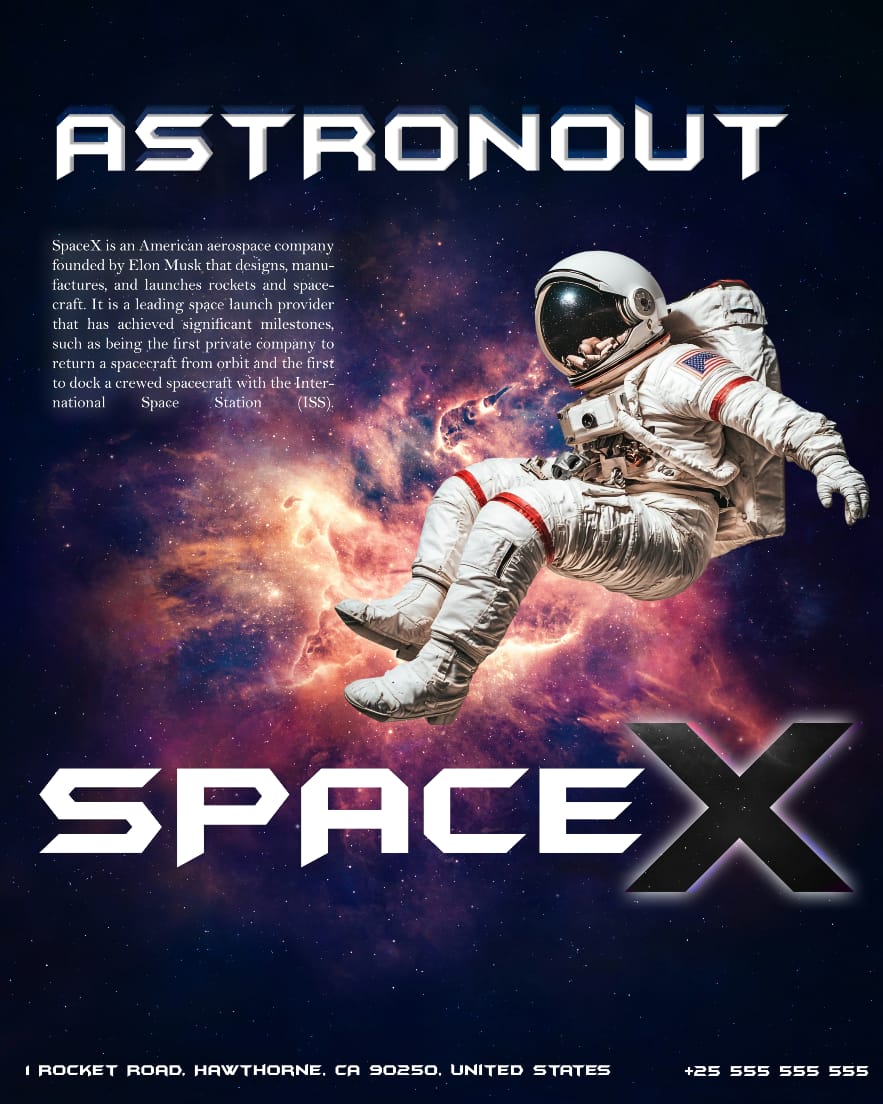 ASTRONOUT
SpaceX is an American aerospace company
founded by Elon Musk that designs, manu-
factures, and launches rockets and space-
craft. It is a leading space launch provider
that has achieved significant milestones,
such as being the first private company to
return a spacecraft from orbit and the first
to dock a crewed spacecraft with the Inter-
national Space Station (ISS).
SPACEX
1 ROCKET ROAD, HAWTHORNE, CA 90250, UNITED STATES
+25 555 555 555